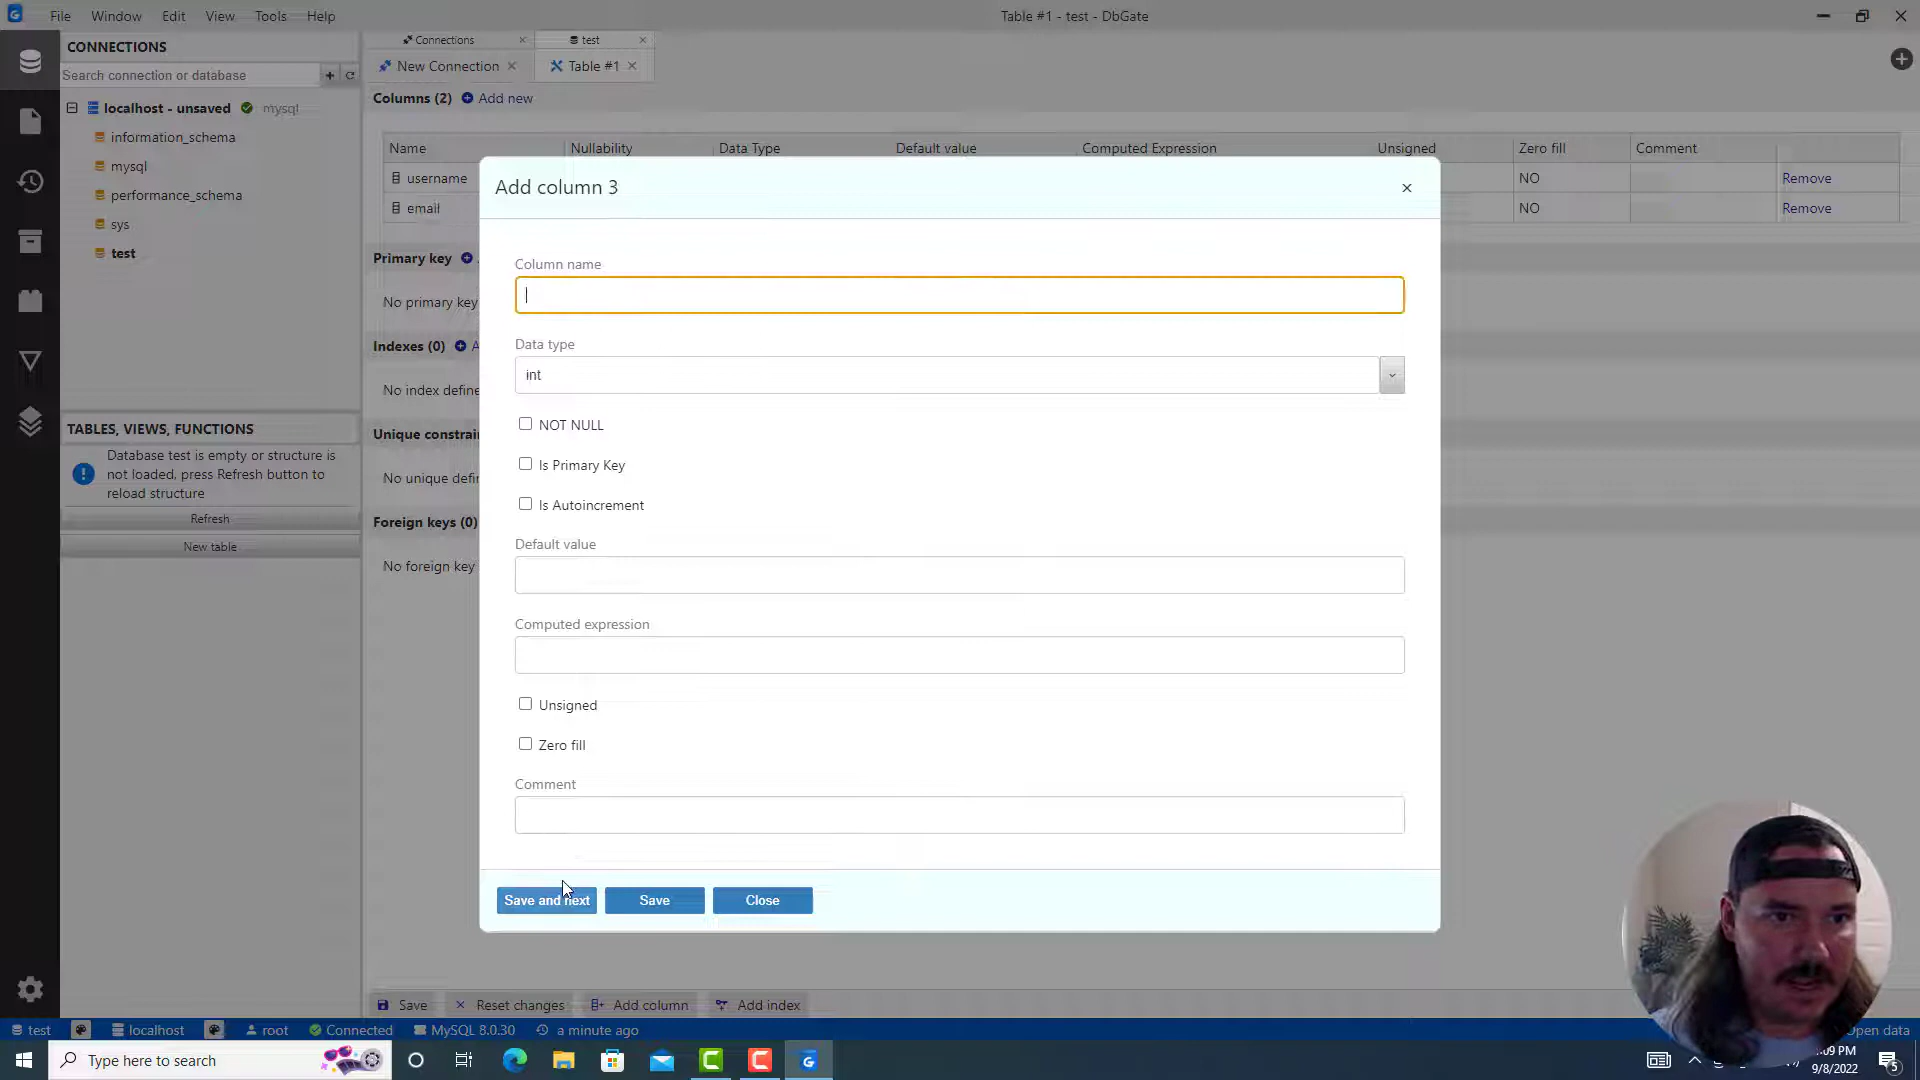 File Window Edit View Tools Help
Table #1 - test - DbGate
CONNECTIONS
Search connection or database
localhost - unsaved mysql
information_schema
mysql
performance_schema
sys
test
TABLES, VIEWS, FUNCTIONS
Database test is empty or structure is
not loaded, press Refresh button to
reload structure
Refresh
New table
Connections test
New Connection Table #1
Columns (2) Add new
Name Nullability Data Type Default value Computed Expression Unsigned Zero fill Comment
username NO Remove
email NO Remove
Primary key
No primary key
Indexes (0)
No index define
Unique constrai
No unique defin
Foreign keys (0)
No foreign key
Add column 3
Column name
Data type
int
NOT NULL
Is Primary Key
Is Autoincrement
Default value
Computed expression
Unsigned
Zero fill
Comment
Save and next Save Close
Save Reset changes Add column Add index
test localhost root Connected MySQL 8.0.30 a minute ago Open data
Type here to search
:09 PM
9/8/2022
5